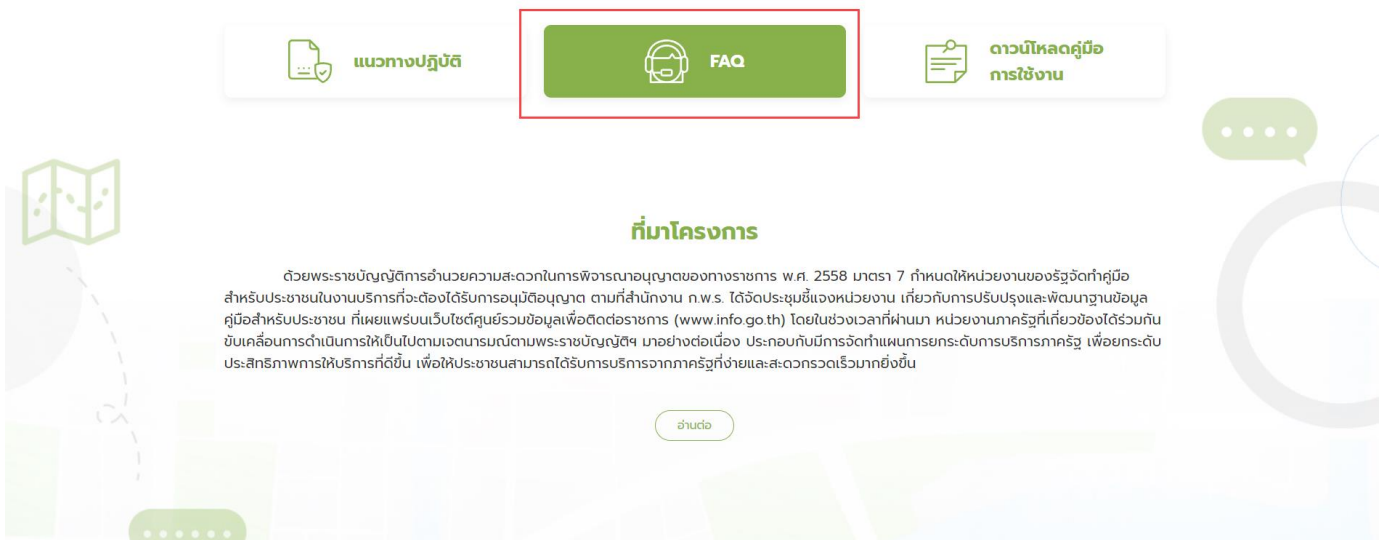 แนวทางปฏิบัติ
FAQ
ดาวน์โหลดคู่มือ
การใช้งาน
ที่มาโครงการ
ด้วยพระราชบัญญัติการอำนวยความสะดวกในการพิจารณาอนุญาตของทางราชการ พ.ศ. 2558 มาตรา 7 กำหนดให้หน่วยงานของรัฐจัดทำคู่มือ
สำหรับประชาชนในงานบริการที่จะต้องได้รับการอนุมัติอนุญาต ตามที่สำนักงาน ก.พ.ร. ได้จัดประชุมชี้แจงหน่วยงาน เกี่ยวกับการปรับปรุงและพัฒนาฐานข้อมูล
คู่มือสำหรับประชาชน ที่เผยแพร่บนเว็บไซต์ศูนย์รวมข้อมูลเพื่อติดต่อราชการ (www.info.go.th) โดยในช่วงเวลาที่ผ่านมา หน่วยงานภาครัฐที่เกี่ยวข้องได้ร่วมกัน
ขับเคลื่อนการดำเนินการให้เป็นไปตามเจตนารมณ์ตามพระราชบัญญัติฯ มาอย่างต่อเนื่อง ประกอบกับมีการจัดทำแผนการยกระดับการบริการภาครัฐ เพื่อยกระดับ
ประสิทธิภาพการให้บริการที่ดีขึ้น เพื่อให้ประชาชนสามารถได้รับการบริการจากภาครัฐที่ง่ายและสะดวกรวดเร็วมากยิ่งขึ้น
อ่านต่อ